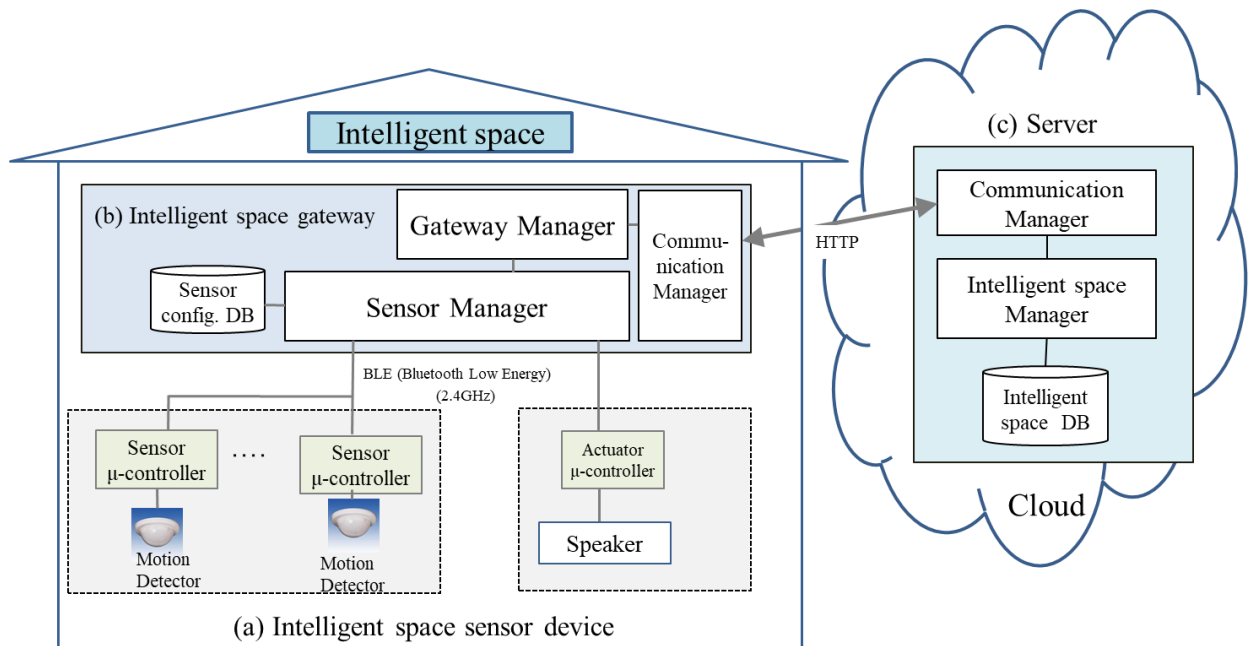 Intelligent space
(b) Intelligent space gateway
Gateway Manager
Commu-
nication
Manager
Sensor
config. DB
Sensor Manager
BLE (Bluetooth Low Energy)
(2.4GHz)
Sensor
μ-controller
....
Sensor
μ-controller
Motion
Detector
Motion
Detector
Actuator
μ-controller
Speaker
(a) Intelligent space sensor device
HTTP
(c) Server
Communication
Manager
Intelligent space
Manager
Intelligent
space DB
Cloud